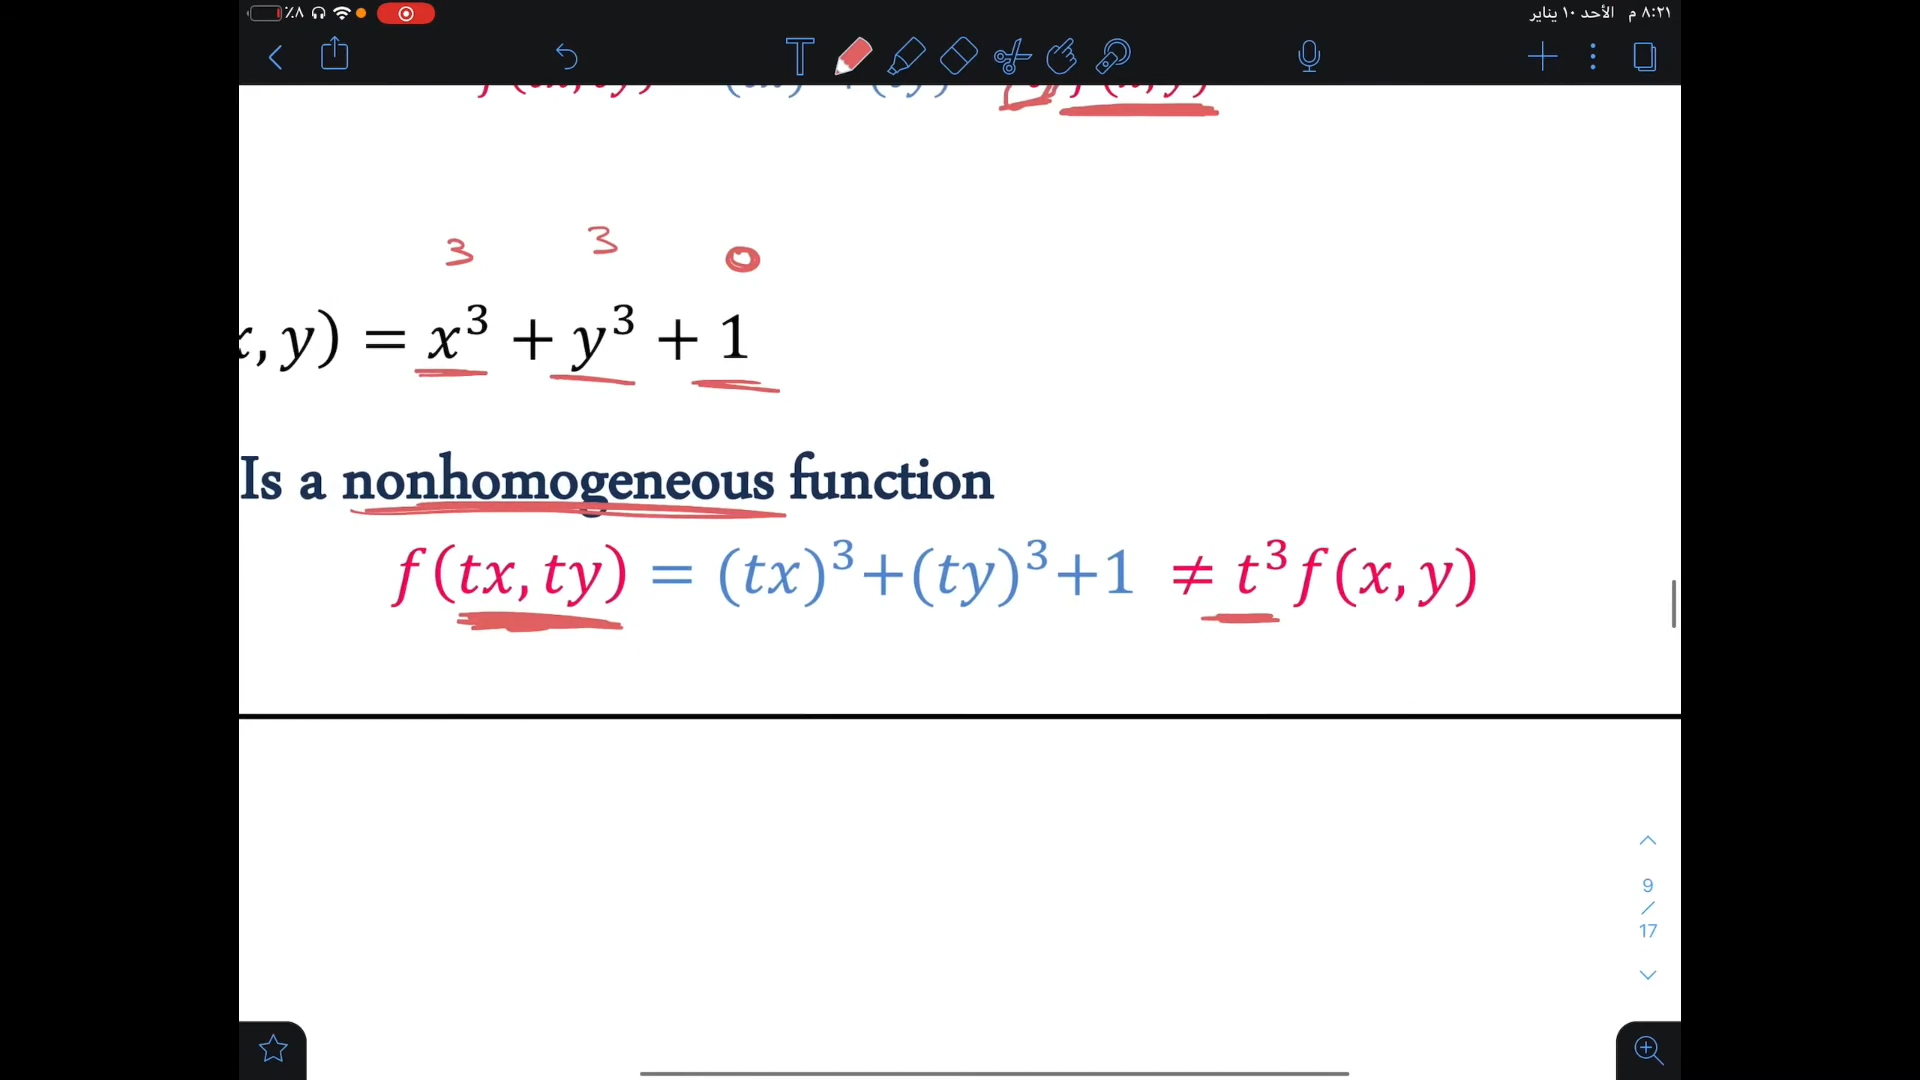 ٪٨
٨:٢١ م الأحد ١٠ يناير
3 3 0
x, y) = x³ + y³ + 1
Is a nonhomogeneous function
f(tx, ty) = (tx)³+(ty)³+1 ≠ t³f(x, y)
9
/
17